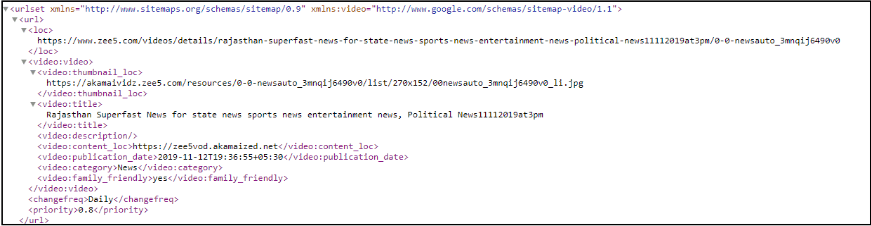 ▼<urlset xmlns="http://www.sitemaps.org/schemas/sitemap/0.9" xmlns:video="http://www.google.com/schemas/sitemap-video/1.1">
▼<url>
▼<loc>
https://www.zee5.com/videos/details/rajasthan-superfast-news-for-state-news-sports-news-entertainment-news-political-news11112019at3pm/0-0-newsauto_3mnqij6490v0
</loc>
▼<video:video>
▼<video:thumbnail_loc>
https://akamaividz.zee5.com/resources/0-0-newsauto_3mnqij6490v0/list/270x152/00newsauto_3mnqij6490v0_li.jpg
</video:thumbnail_loc>
▼<video:title>
Rajasthan Superfast News for state news sports news entertainment news, Political News11112019at3pm
</video:title>
<video:description/>
<video:content_loc>https://zee5vod.akamaized.net</video:content_loc>
<video:publication_date>2019-11-12T19:36:55+05:30</video:publication_date>
<video:category>News</video:category>
<video:family_friendly>yes</video:family_friendly>
</video:video>
<changefreq>Daily</changefreq>
<priority>0.8</priority>
</url>